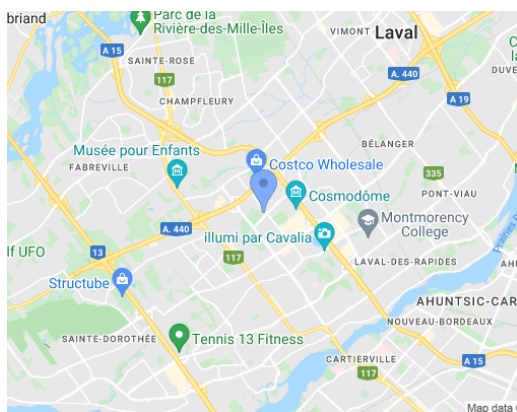 briand
Parc de la
Rivière-des-Mille-Îles
A 15
SAINTE-ROSE
VIMONT
Laval
A. 440
DUVE
A 19
CHAMPFLEURY
BÉLANGER
Musée pour Enfants
FABREVILLE
Costco Wholesale
335
PONT-VIAU
Cosmodôme
Montmorency
College
A. 440
illumi par Cavalia
lf UFO
13
117
LAVAL-DES-RAPIDES
AH
Structube
AHUNTSIC-CAR
NOUVEAU-BORDEAUX
SAINTE-DOROTHÉE
Tennis 13 Fitness
CARTIERVILLE
A 15
117
Map data